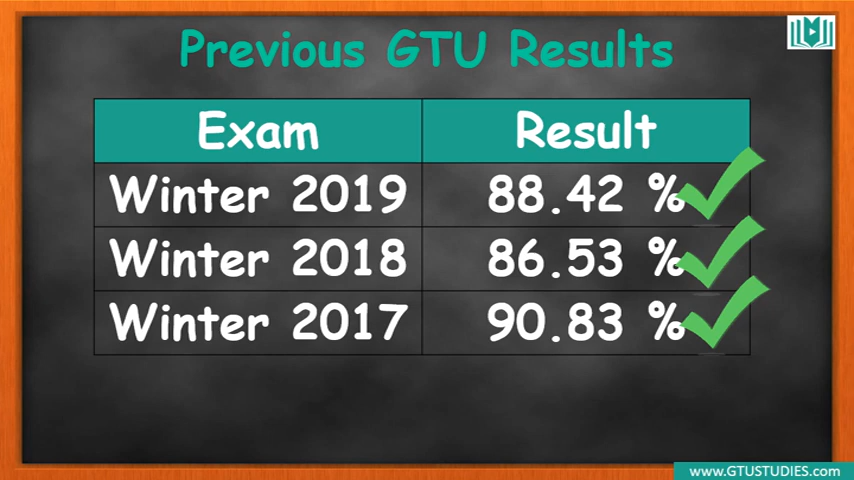 Previous GTU Results
Exam Result
Winter 2019 88.42 %
Winter 2018 86.53 %
Winter 2017 90.83 %
www.GTUSTUDIES.com